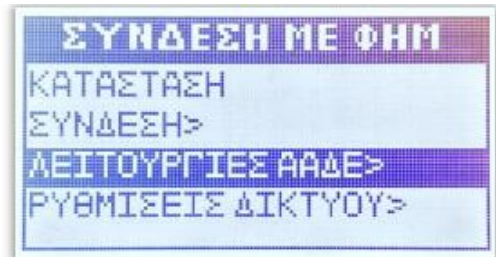 ΣΥΝΔΕΣΗ ΜΕ ΦΗΜ
ΚΑΤΑΣΤΑΣΗ
ΣΥΝΔΕΣΗ>
ΛΕΙΤΟΥΡΓΙΕΣ ΑΑΔΕ>
ΡΥΘΜΙΣΕΙΣ ΔΙΚΤΥΟΥ>